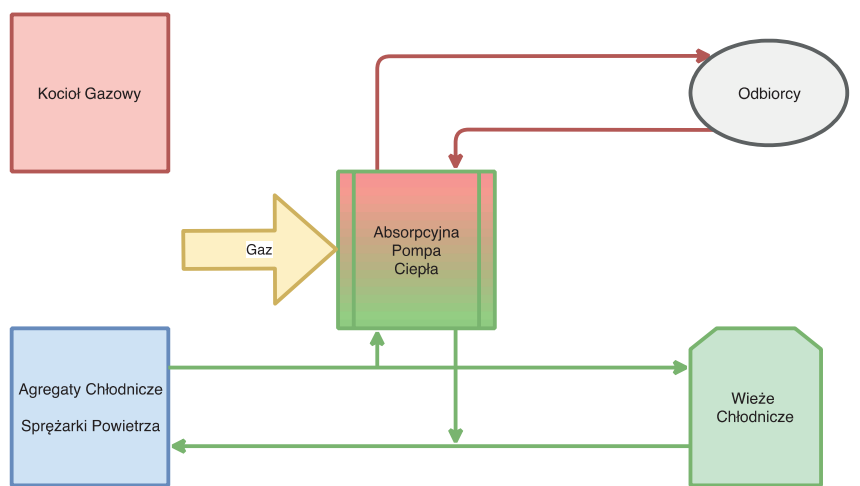 Kocioł Gazowy
Odbiorcy
Absorpcyjna
Pompa
Ciepła
Gaz
Agregaty Chłodnicze
Sprężarki Powietrza
Wieże
Chłodnicze